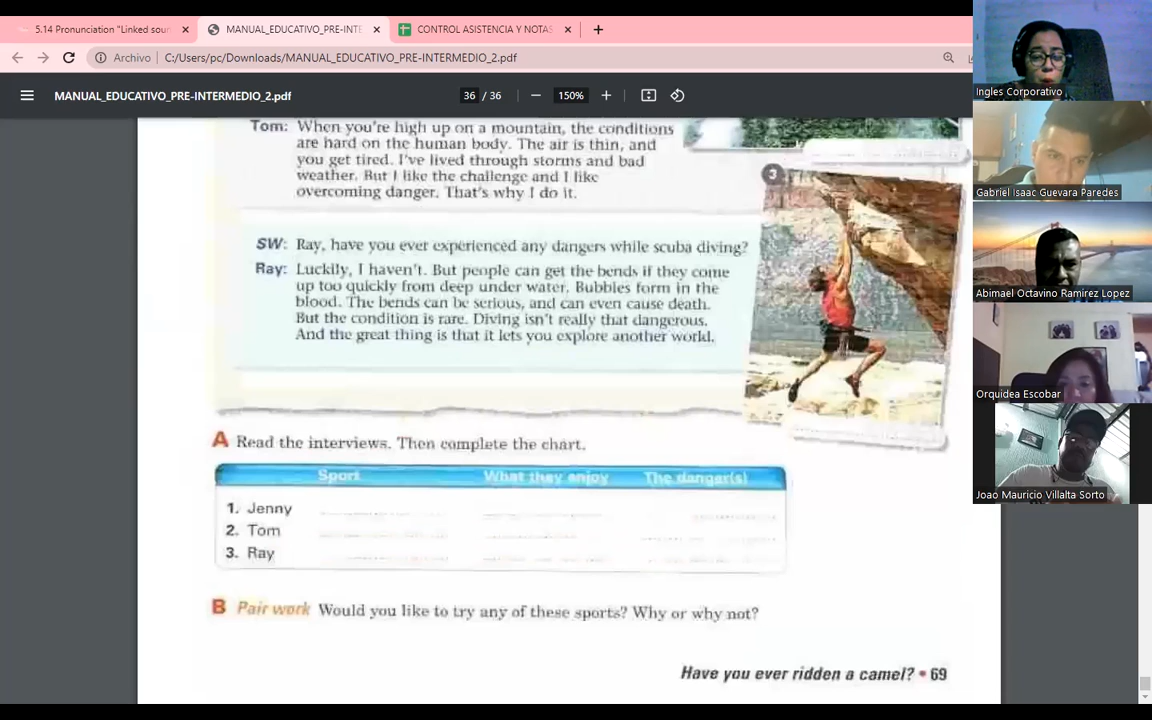 5.14 Pronunciation "Linked soun
MANUAL_EDUCATIVO_PRE-INTE
CONTROL ASISTENCIA Y NOTAS
Archivo
C:/Users/pc/Downloads/MANUAL_EDUCATIVO_PRE-INTERMEDIO_2.pdf
MANUAL_EDUCATIVO_PRE-INTERMEDIO_2.pdf
36 / 36
150%
Tom: When you're high up on a mountain, the conditions
are hard on the human body. The air is thin, and
you get tired. I've lived through storms and bad
weather. But I like the challenge and I like
overcoming danger. That's why I do it.
3
SW: Ray, have you ever experienced any dangers while scuba diving?
Ray: Luckily, I haven't. But people can get the bends if they come
up too quickly from deep under water. Bubbles form in the
blood. The bends can be serious, and can even cause death.
But the condition is rare. Diving isn't really that dangerous.
And the great thing is that it lets you explore another world.
A Read the interviews. Then complete the chart.
Sport What they enjoy The danger(s)
1. Jenny
2. Tom
3. Ray
B Pair work Would you like to try any of these sports? Why or why not?
Have you ever ridden a camel? • 69
Ingles Corporativo
Gabriel Isaac Guevara Paredes
Abimael Octavino Ramirez Lopez
Orquidea Escobar
Joao Mauricio Villalta Sorto